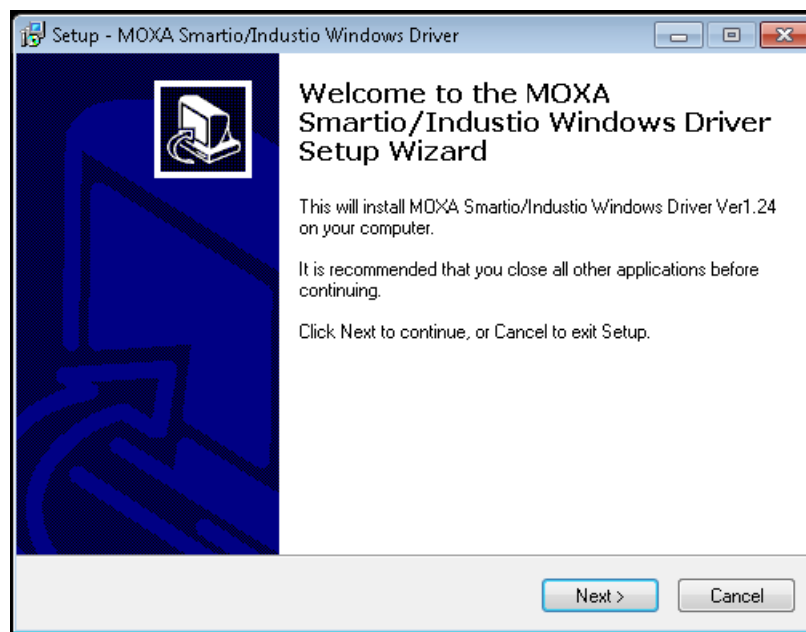 Setup - MOXA Smartio/Industio Windows Driver
Welcome to the MOXA
Smartio/Industio Windows Driver
Setup Wizard
This will install MOXA Smartio/Industio Windows Driver Ver1.24
on your computer.
It is recommended that you close all other applications before
continuing.
Click Next to continue, or Cancel to exit Setup.
Next >
Cancel